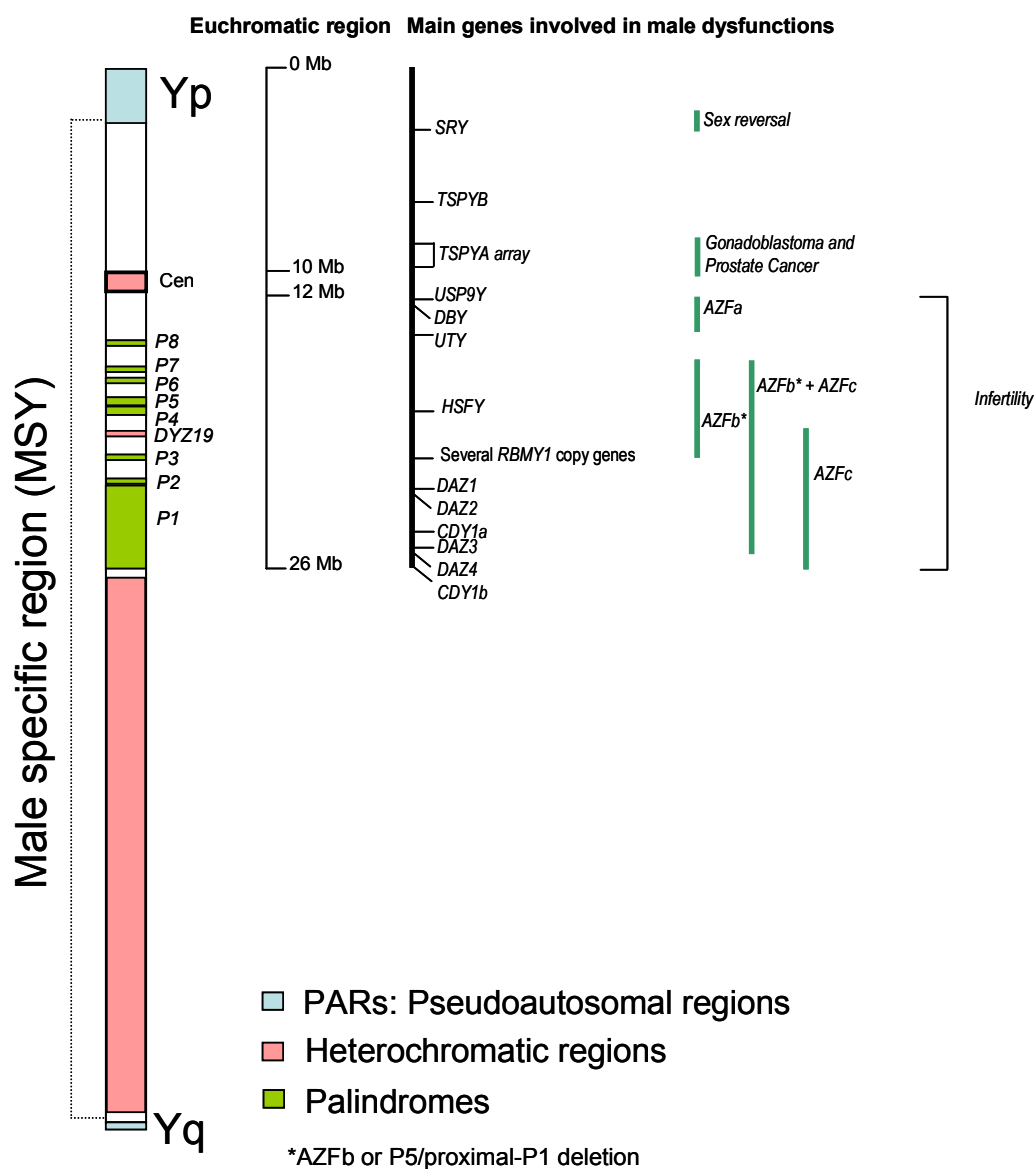 Euchromatic region Main genes involved in male dysfunctions
0 Mb
Yp
SRY
Sex reversal
TSPYB
TSPYA array
Gonadoblastoma and
Prostate Cancer
Cen
10 Mb
12 Mb
USP9Y
DBY
UTY
AZFa
P8
P7
P6
P5
P4
DYZ19
P3
P2
P1
HSFY
AZFb*
AZFb* + AZFc
Infertility
Several RBMY1 copy genes
AZFc
DAZ1
DAZ2
CDY1a
DAZ3
DAZ4
CDY1b
26 Mb
Male specific region (MSY)
PARs: Pseudoautosomal regions
Heterochromatic regions
Palindromes
Yq
*AZFb or P5/proximal-P1 deletion